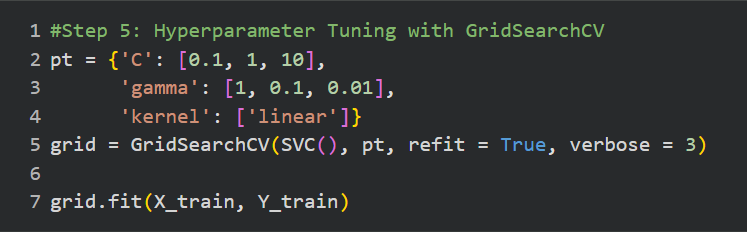 1 #Step 5: Hyperparameter Tuning with GridSearchCV
2 pt = {'C': [0.1, 1, 10],
3       'gamma': [1, 0.1, 0.01],
4       'kernel': ['linear']}
5 grid = GridSearchCV(SVC(), pt, refit = True, verbose = 3)
6
7 grid.fit(X_train, Y_train)